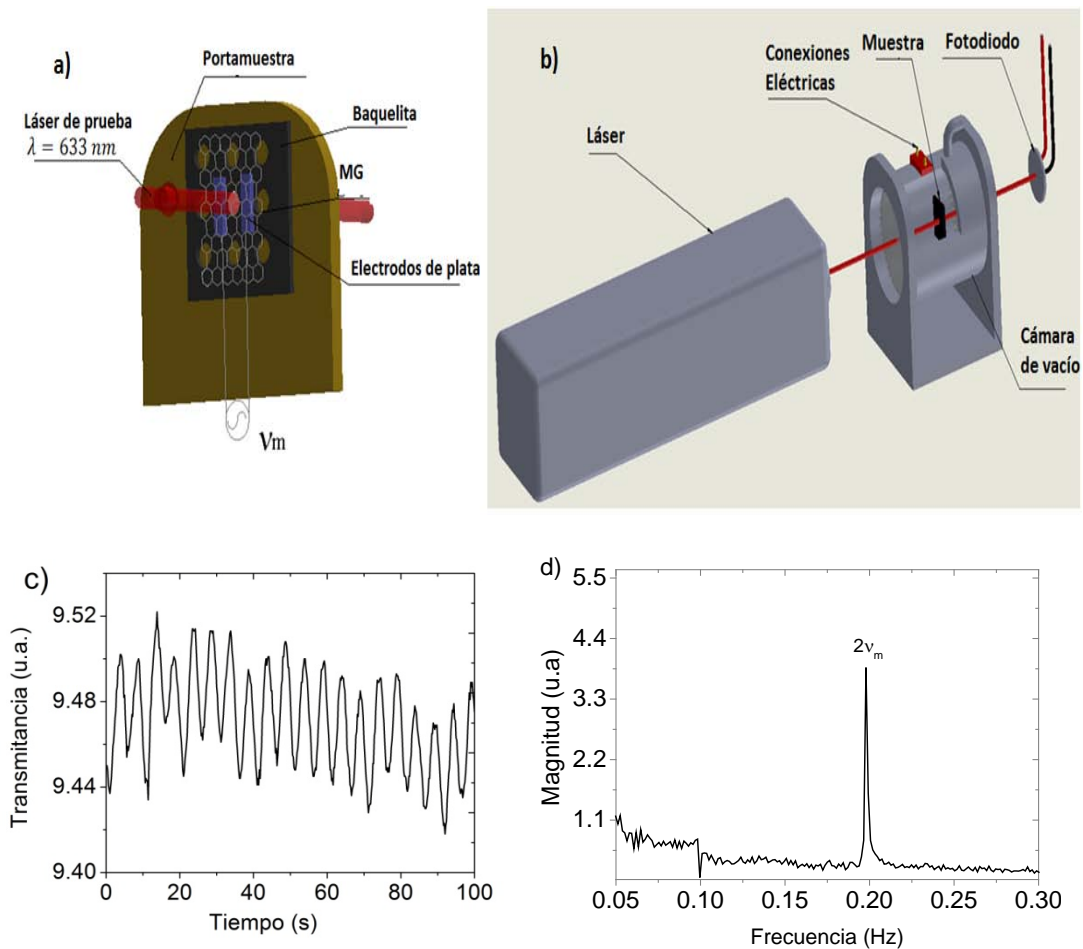 a)
Portamuestra
Láser de prueba
λ = 633 nm
Baquelita
MG
Electrodos de plata
νm
b)
Conexiones
Eléctricas
Muestra
Fotodiodo
Láser
Cámara
de vacío
c)
Transmitancia (u.a.)
9.52
9.48
9.44
9.40
0 20 40 60 80 100
Tiempo (s)
d)
Magnitud (u.a)
5.5
4.4
3.3
2.2
1.1
2νm
0.05 0.10 0.15 0.20 0.25 0.30
Frecuencia (Hz)